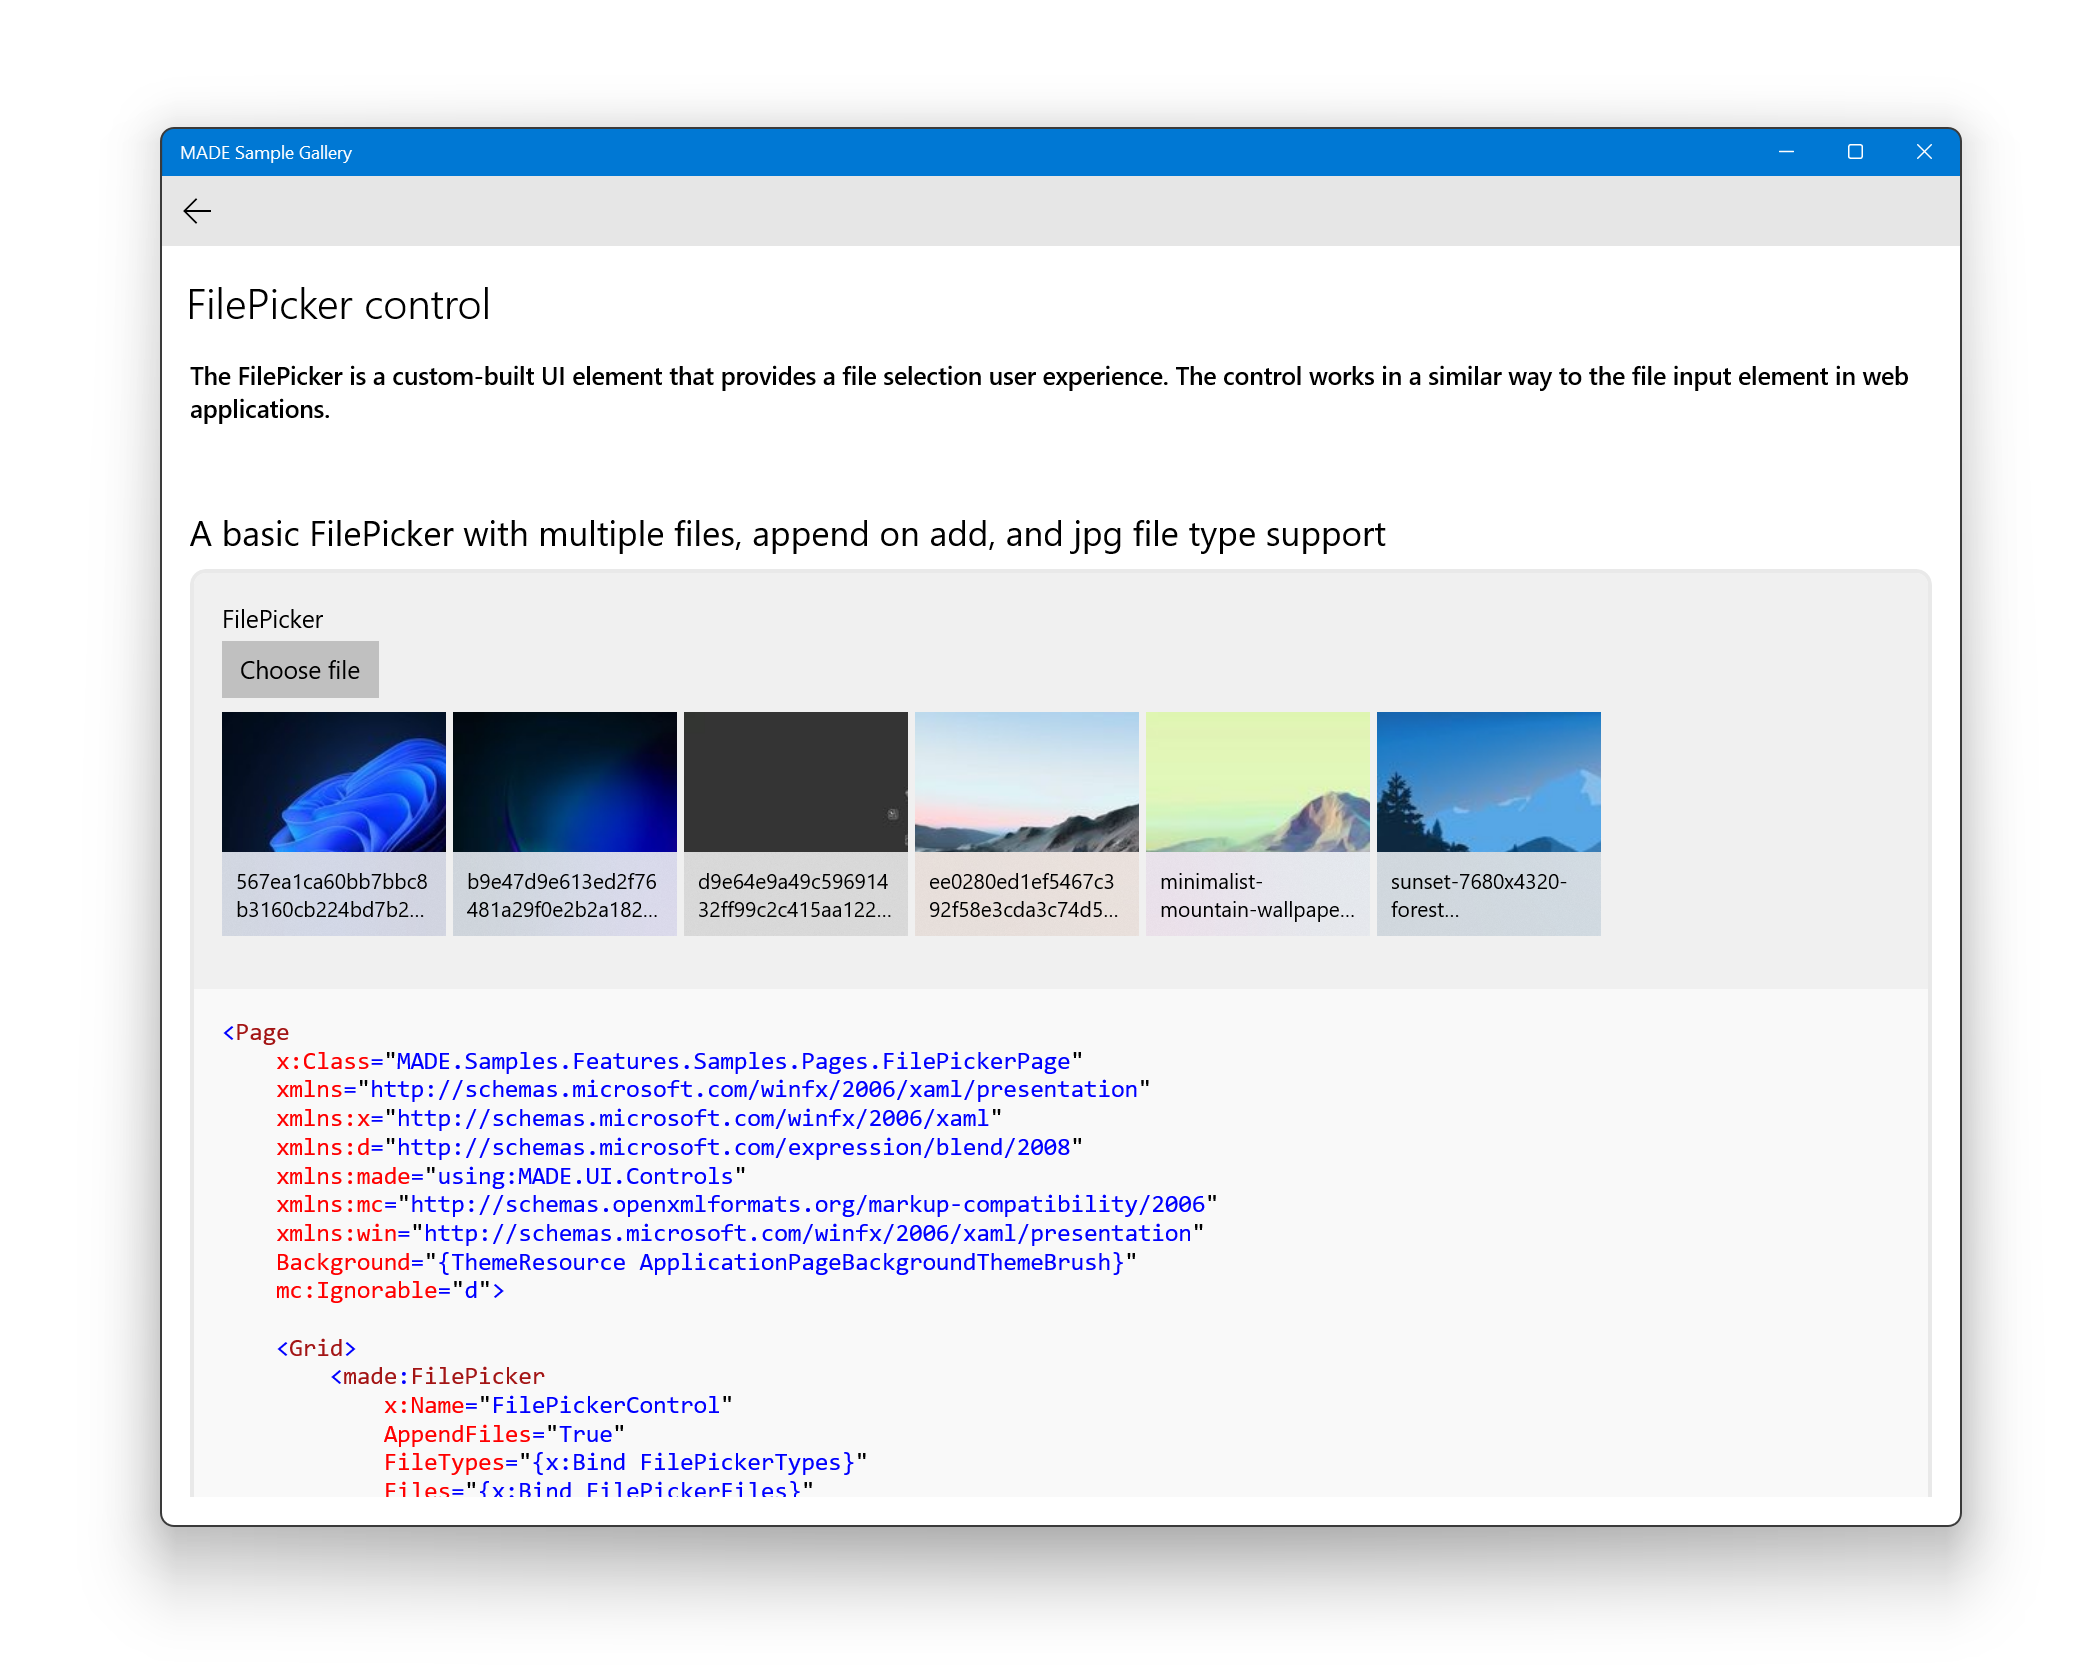 MADE Sample Gallery
FilePicker control
The FilePicker is a custom-built UI element that provides a file selection user experience. The control works in a similar way to the file input element in web
applications.
A basic FilePicker with multiple files, append on add, and jpg file type support
FilePicker
Choose file
567ea1ca60bb7bbc8
b3160cb224bd7b2...
b9e47d9e613ed2f76
481a29f0e2b2a182...
d9e64e9a49c596914
32ff99c2c415aa122...
ee0280ed1ef5467c3
92f58e3cda3c74d5...
minimalist-
mountain-wallpape...
sunset-7680x4320-
forest...
<Page
x:Class="MADE.Samples.Features.Samples.Pages.FilePickerPage"
xmlns="http://schemas.microsoft.com/winfx/2006/xaml/presentation"
xmlns:x="http://schemas.microsoft.com/winfx/2006/xaml"
xmlns:d="http://schemas.microsoft.com/expression/blend/2008"
xmlns:made="using:MADE.UI.Controls"
xmlns:mc="http://schemas.openxmlformats.org/markup-compatibility/2006"
xmlns:win="http://schemas.microsoft.com/winfx/2006/xaml/presentation"
Background="{ThemeResource ApplicationPageBackgroundThemeBrush}"
mc:Ignorable="d">
<Grid>
<made:FilePicker
x:Name="FilePickerControl"
AppendFiles="True"
FileTypes="{x:Bind FilePickerTypes}"
Files="{x:Bind FilePickerFiles}"